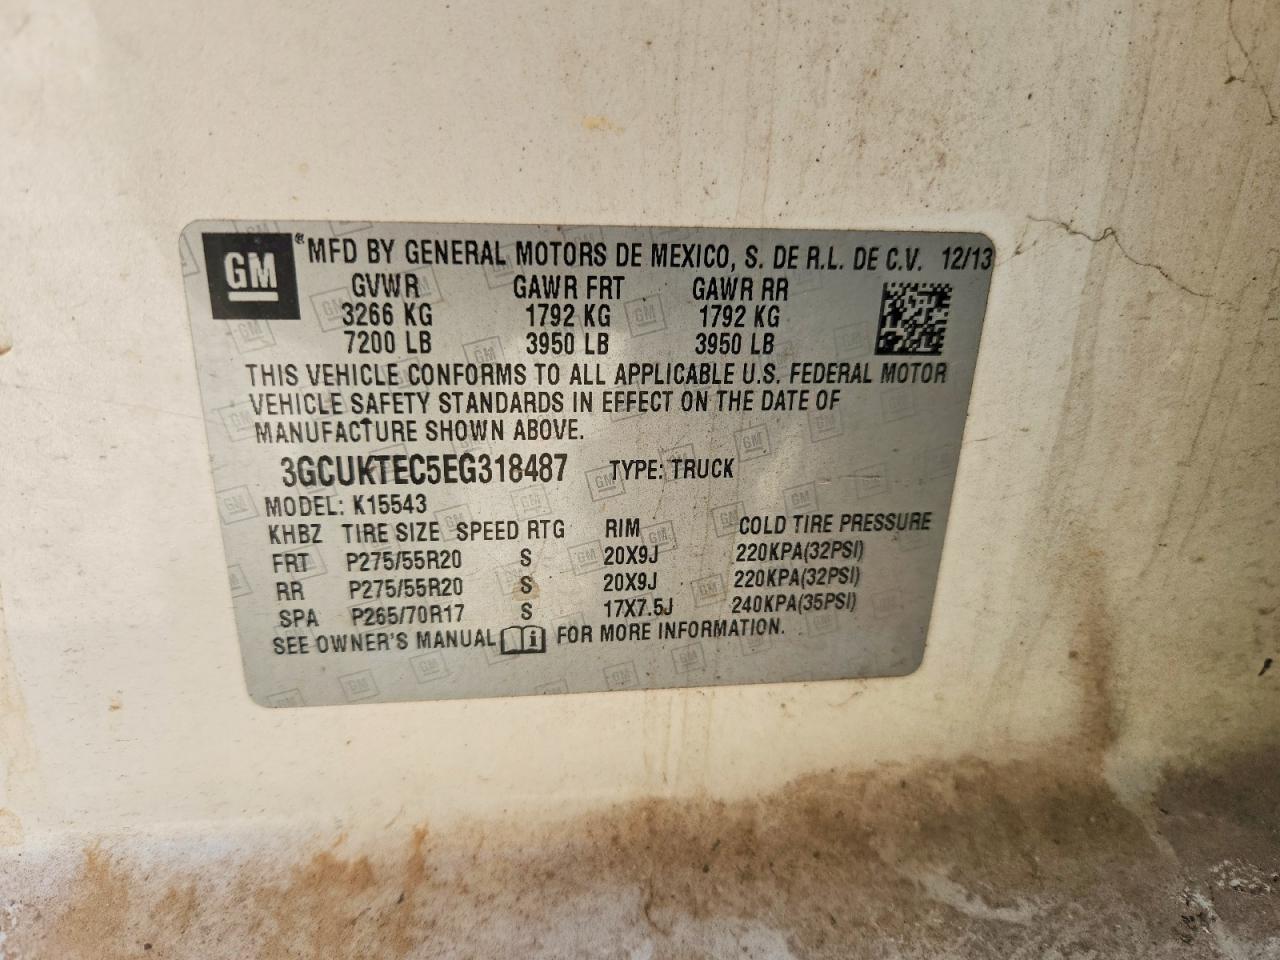 GM® MFD BY GENERAL MOTORS DE MEXICO, S. DE R.L. DE C.V. 12/13
GVWR GAWR FRT GAWR RR
3266 KG 1792 KG 1792 KG
7200 LB 3950 LB 3950 LB
THIS VEHICLE CONFORMS TO ALL APPLICABLE U.S. FEDERAL MOTOR
VEHICLE SAFETY STANDARDS IN EFFECT ON THE DATE OF
MANUFACTURE SHOWN ABOVE.
3GCUKTEC5EG318487 TYPE: TRUCK
MODEL: K15543
KHBZ TIRE SIZE SPEED RTG RIM COLD TIRE PRESSURE
FRT P275/55R20 S 20X9J 220KPA(32PSI)
RR P275/55R20 S 20X9J 220KPA(32PSI)
SPA P265/70R17 S 17X7.5J 240KPA(35PSI)
SEE OWNER'S MANUAL i FOR MORE INFORMATION.